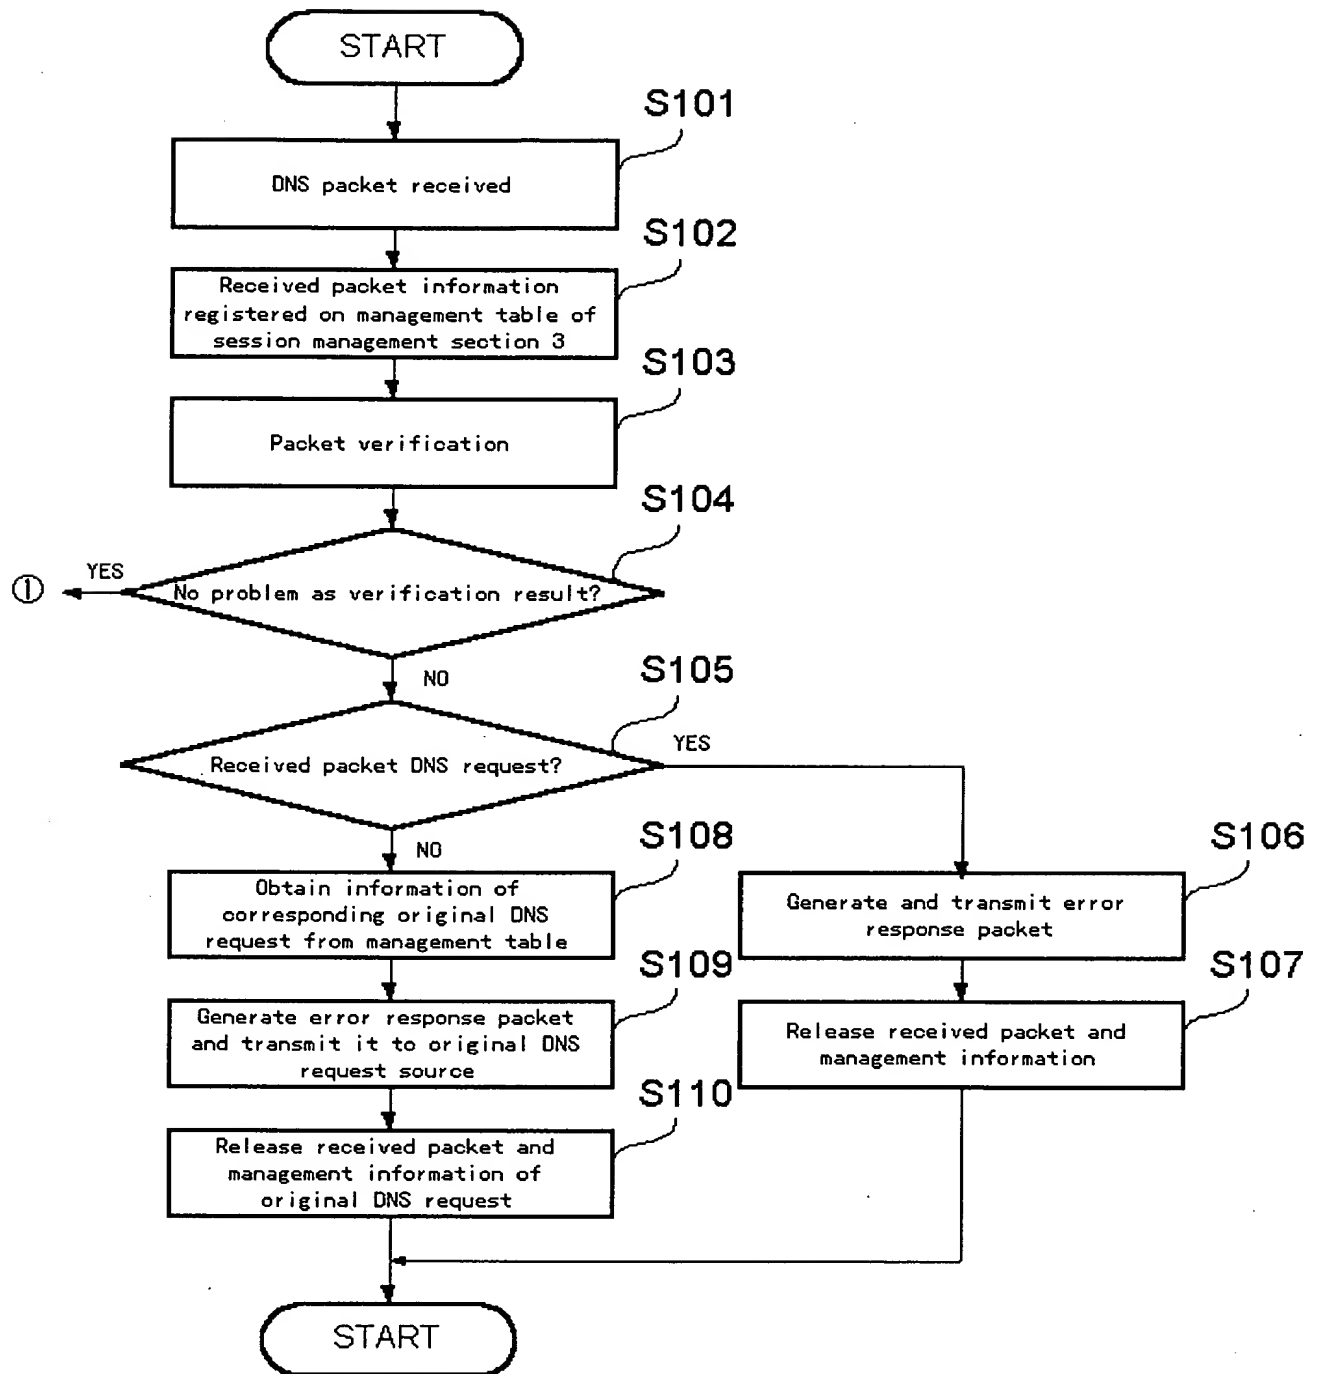 START
S101
DNS packet received
S102
Received packet information
registered on management table of
session management section 3
S103
Packet verification
S104
① YES
No problem as verification result?
NO
S105
YES
Received packet DNS request?
NO
S108
Obtain information of
corresponding original DNS
request from management table
S106
Generate and transmit error
response packet
S109
Generate error response packet
and transmit it to original DNS
request source
S107
Release received packet and
management information
S110
Release received packet and
management information of
original DNS request
START